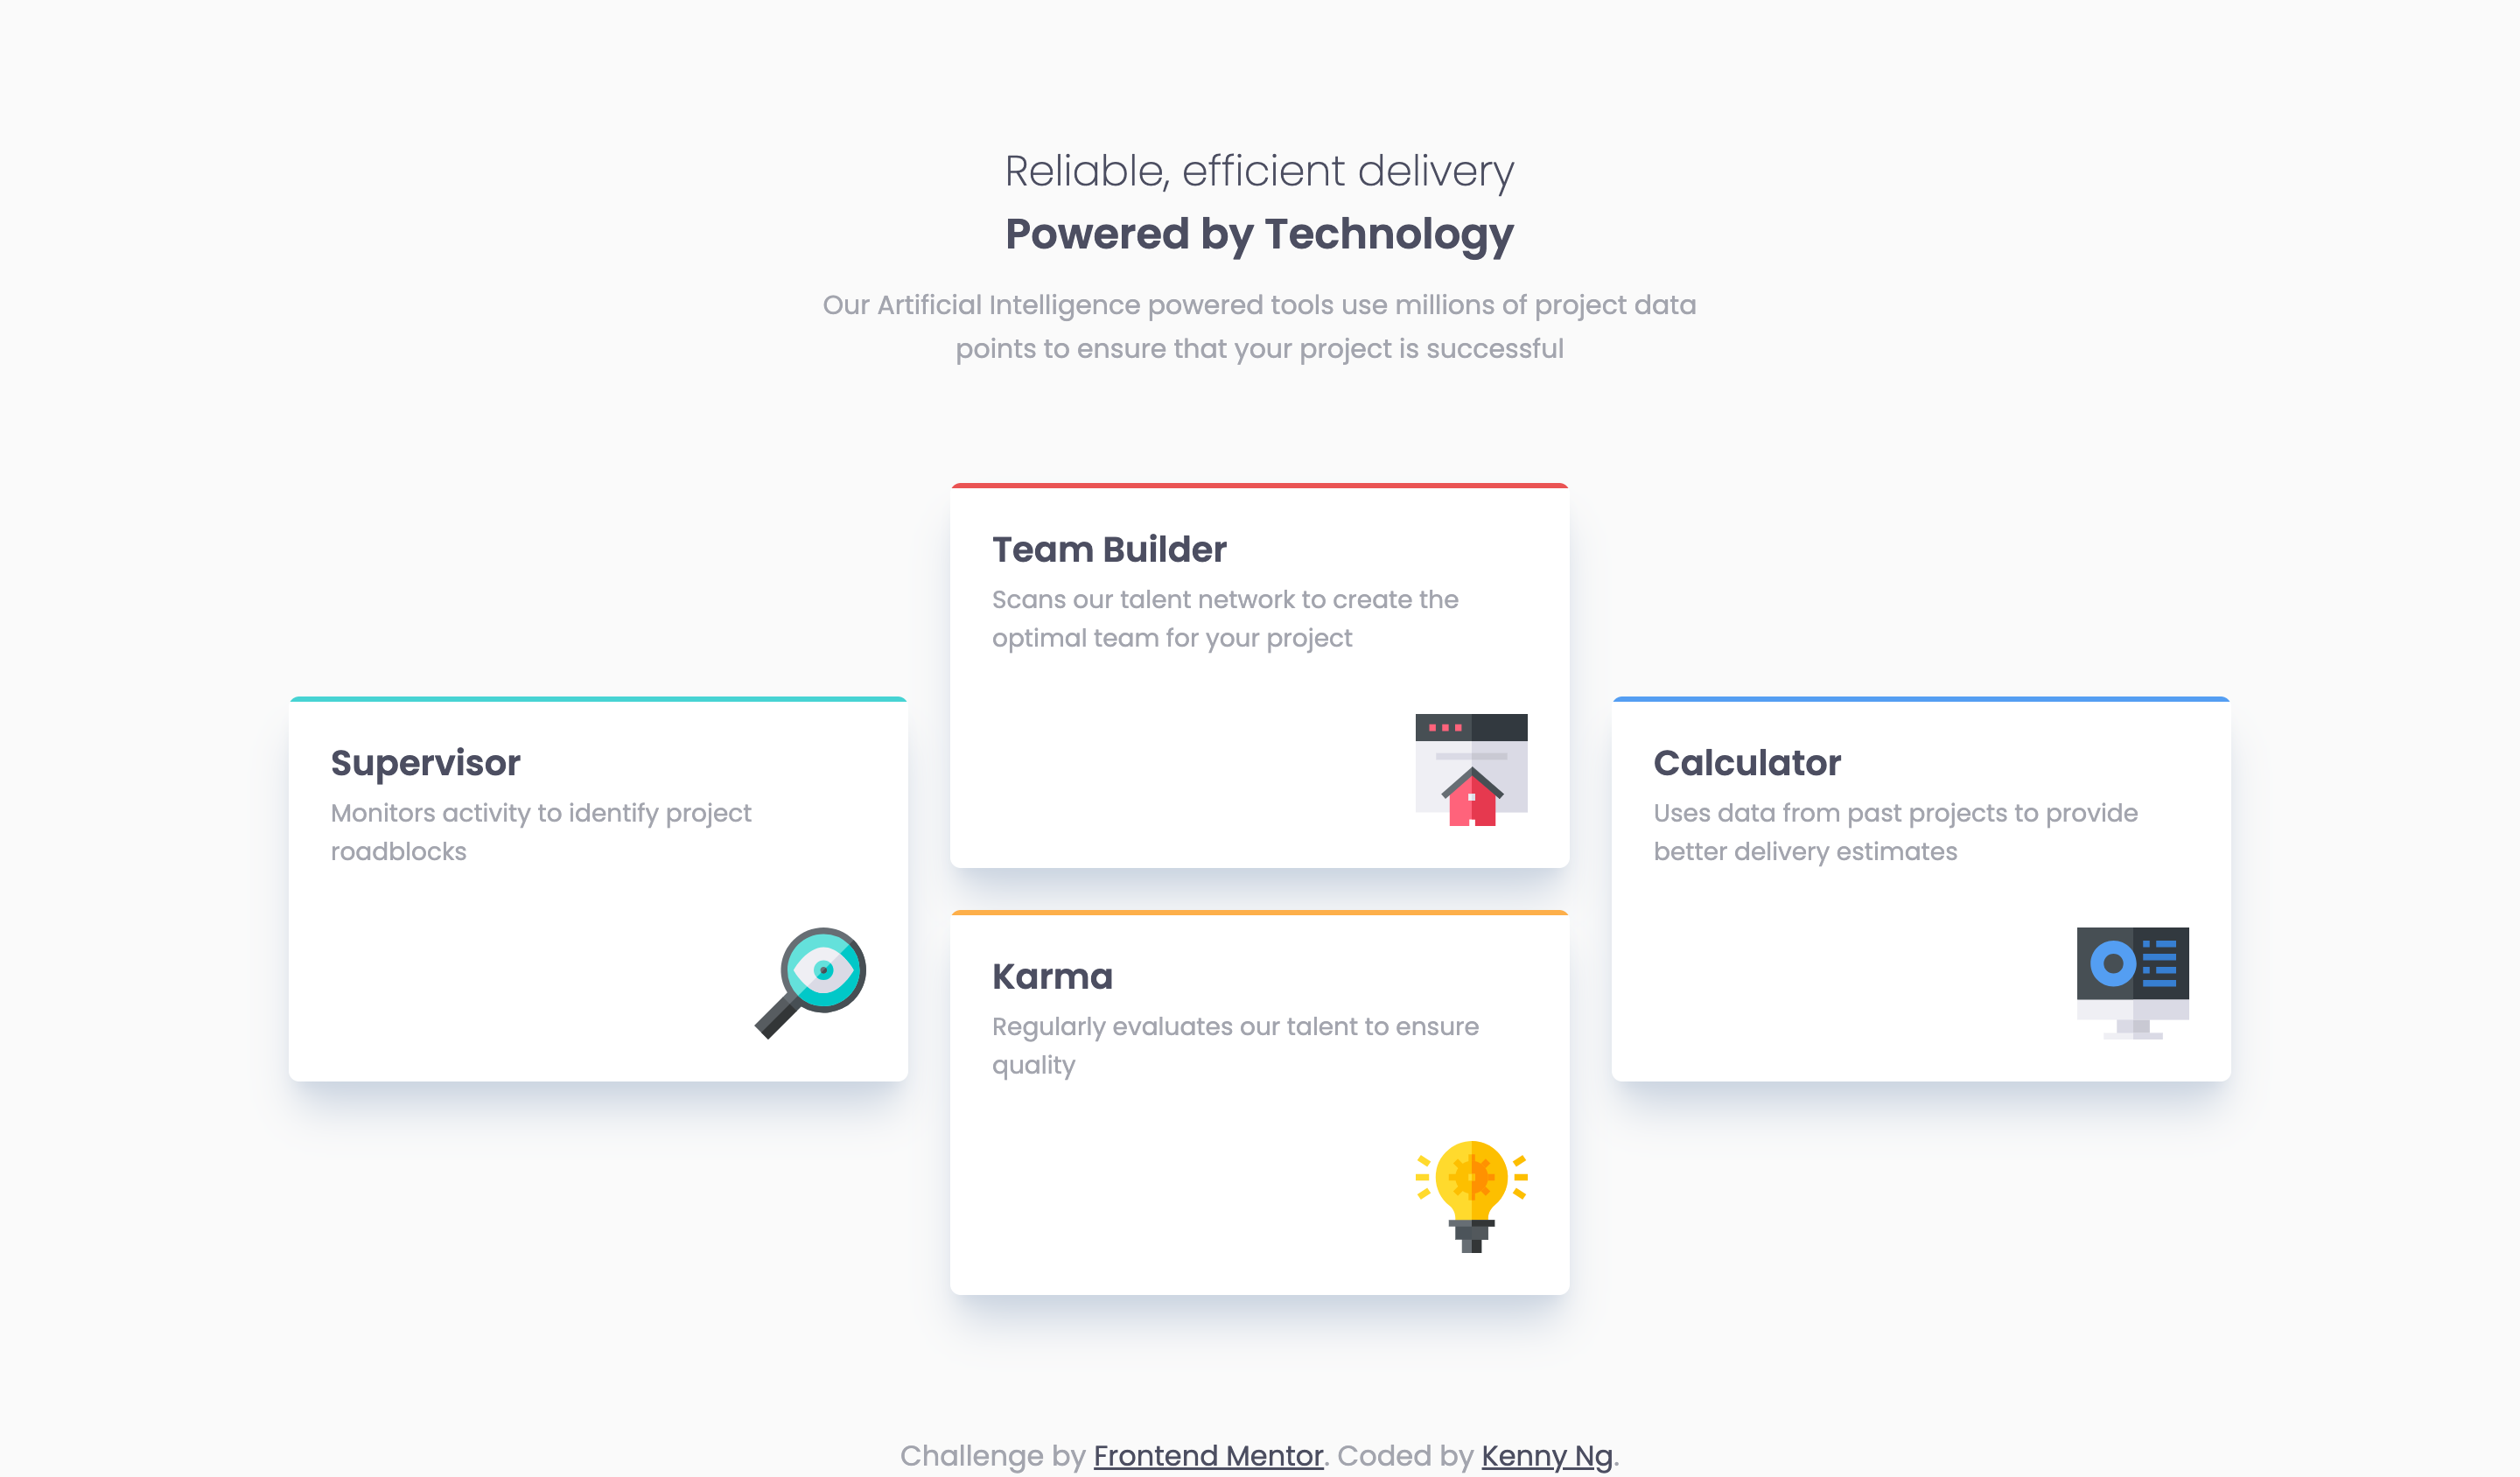 Reliable, efficient delivery
Powered by Technology
Our Artificial Intelligence powered tools use millions of project data
points to ensure that your project is successful
Supervisor
Monitors activity to identify project
roadblocks
Team Builder
Scans our talent network to create the
optimal team for your project
Karma
Regularly evaluates our talent to ensure
quality
Calculator
Uses data from past projects to provide
better delivery estimates
Challenge by Frontend Mentor. Coded by Kenny Ng.